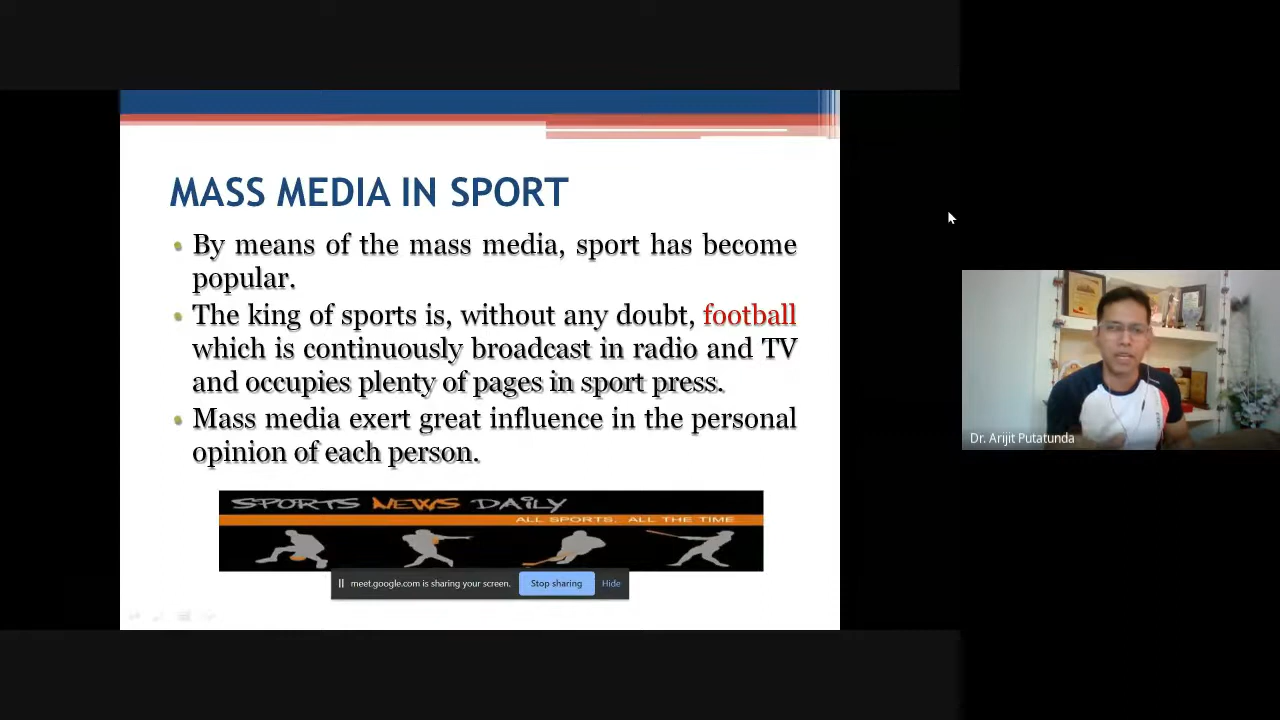 MASS MEDIA IN SPORT
• By means of the mass media, sport has become
popular.
• The king of sports is, without any doubt, football
which is continuously broadcast in radio and TV
and occupies plenty of pages in sport press.
• Mass media exert great influence in the personal
opinion of each person.
SPORTS NEWS DAILY
ALL SPORTS. ALL THE TIME
meet.google.com is sharing your screen. Stop sharing Hide
Dr. Arijit Putatunda